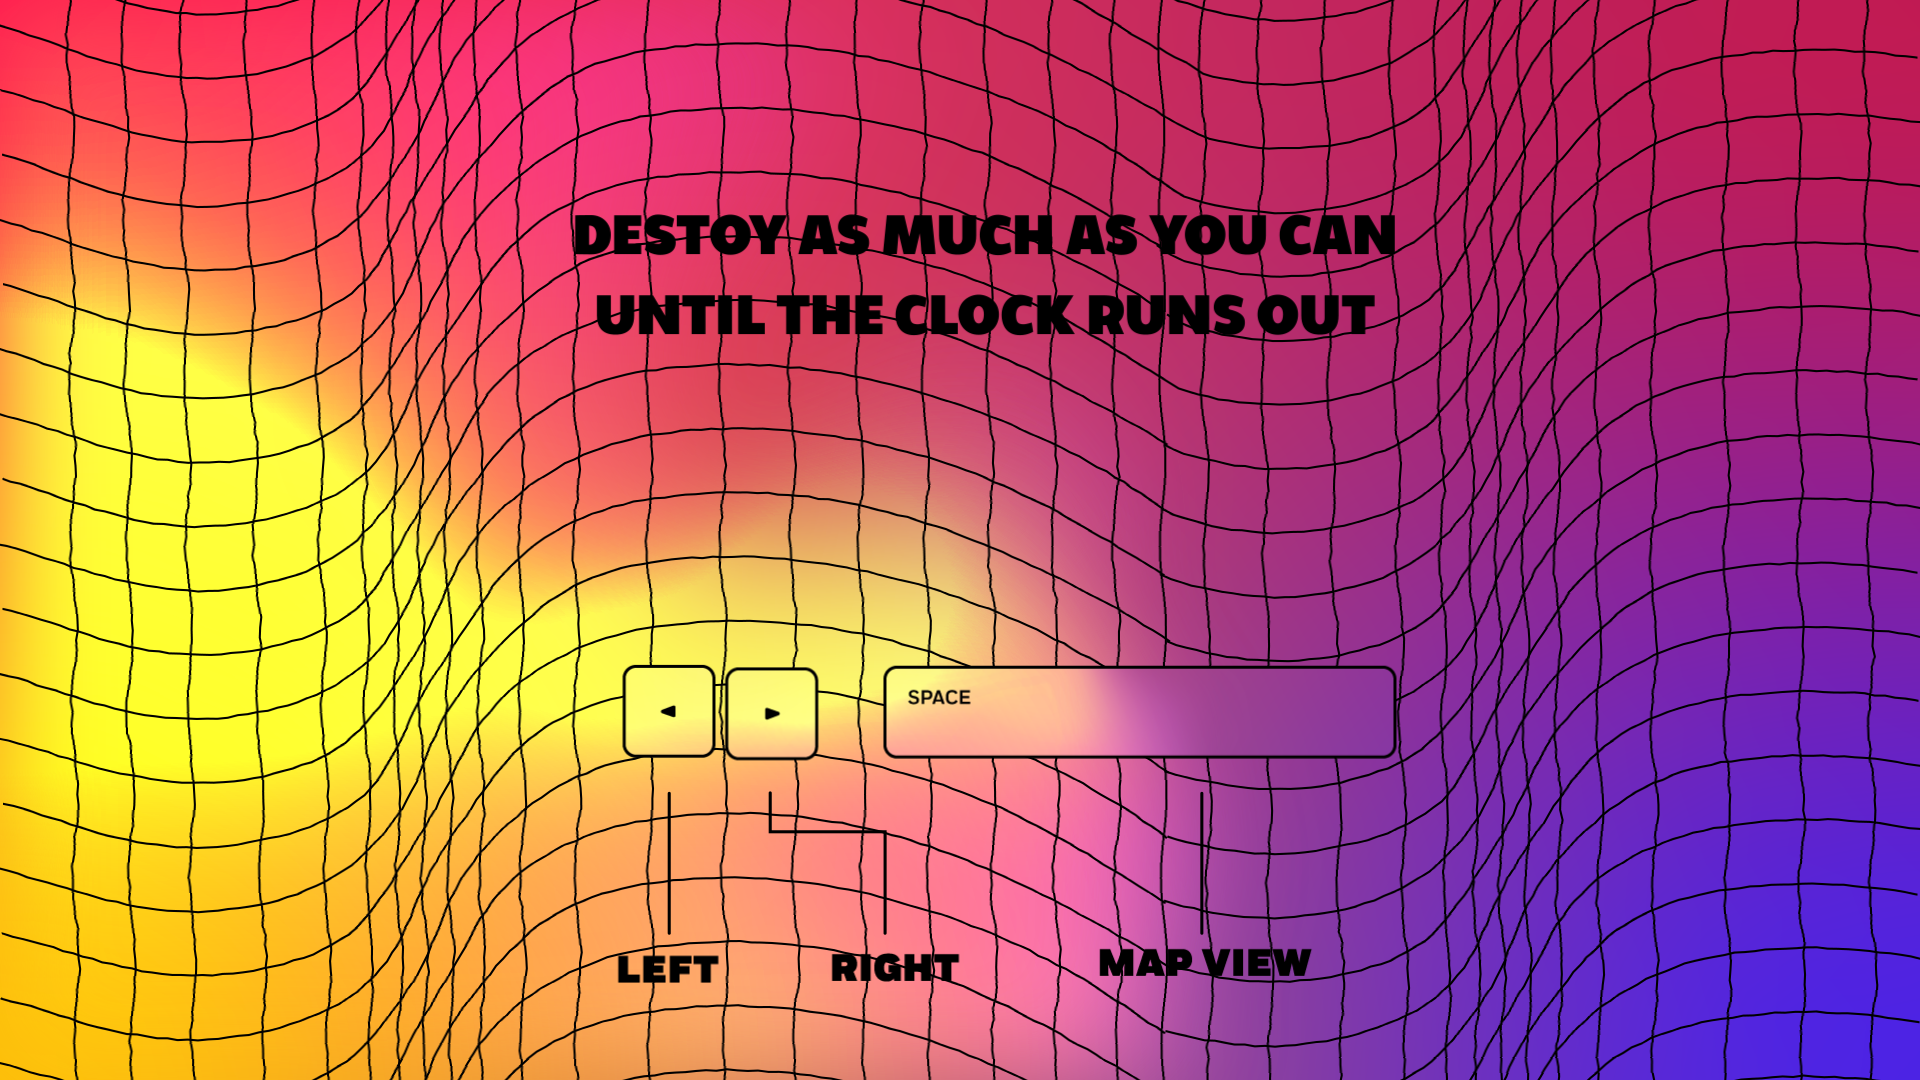 DESTOY AS MUCH AS YOU CAN
UNTIL THE CLOCK RUNS OUT
SPACE
LEFT RIGHT MAP VIEW